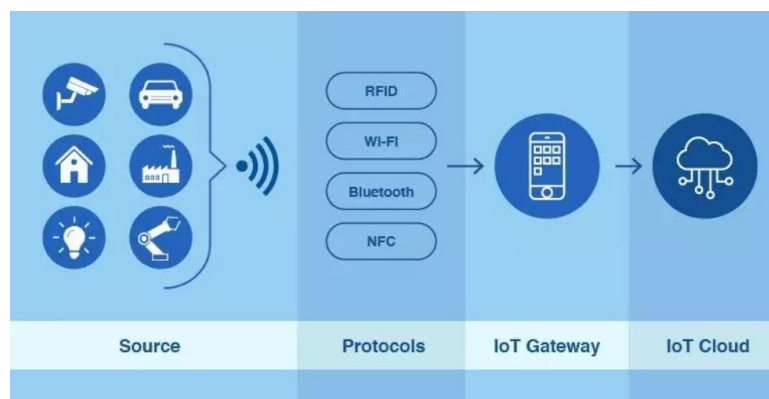 RFID
WI-FI
Bluetooth
NFC
Source
Protocols
IoT Gateway
IoT Cloud